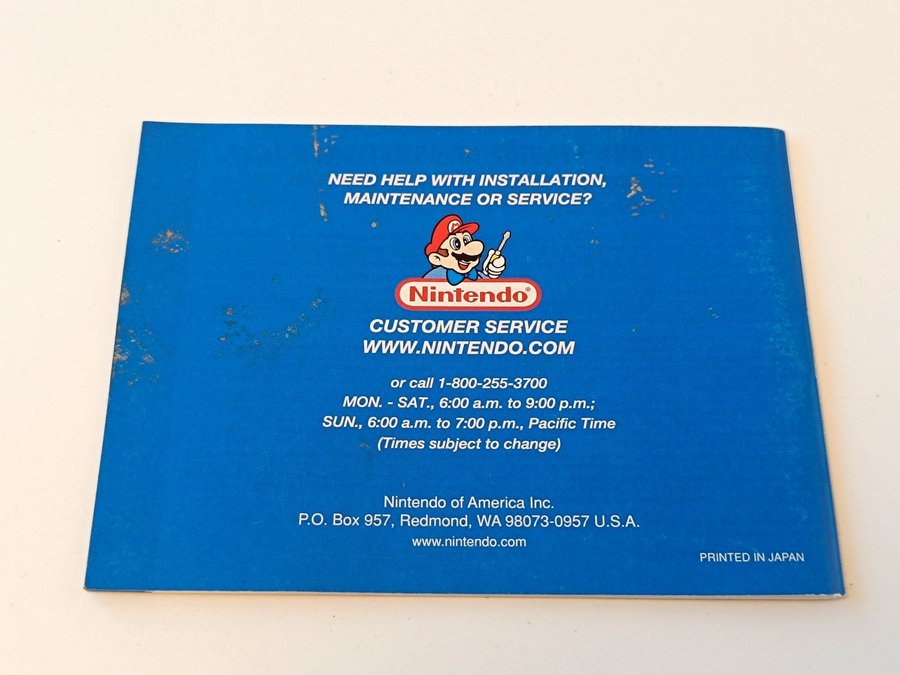 NEED HELP WITH INSTALLATION,
MAINTENANCE OR SERVICE?
Nintendo®
CUSTOMER SERVICE
WWW.NINTENDO.COM
or call 1-800-255-3700
MON. - SAT., 6:00 a.m. to 9:00 p.m.;
SUN., 6:00 a.m. to 7:00 p.m., Pacific Time
(Times subject to change)
Nintendo of America Inc.
P.O. Box 957, Redmond, WA 98073-0957 U.S.A.
www.nintendo.com
PRINTED IN JAPAN